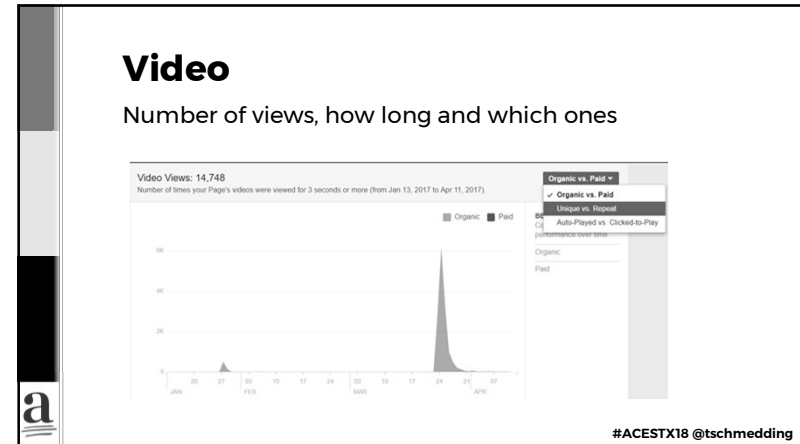 Video
Number of views, how long and which ones
Video Views: 14,748
Number of times your Page's videos were viewed for 3 seconds or more (from Jan 13, 2017 to Apr 11, 2017).
Organic vs. Paid
✓ Organic vs. Paid
Unique vs. Repeat
Auto-Played vs. Clicked-to-Play
Organic Paid
BE
Co
performance over time.
Organic
Paid
6K
4K
2K
0
20 27 03 10 17 24 03 10 17 24 31 07
JAN FEB MAR APR
a
#ACESTX18 @tschmedding